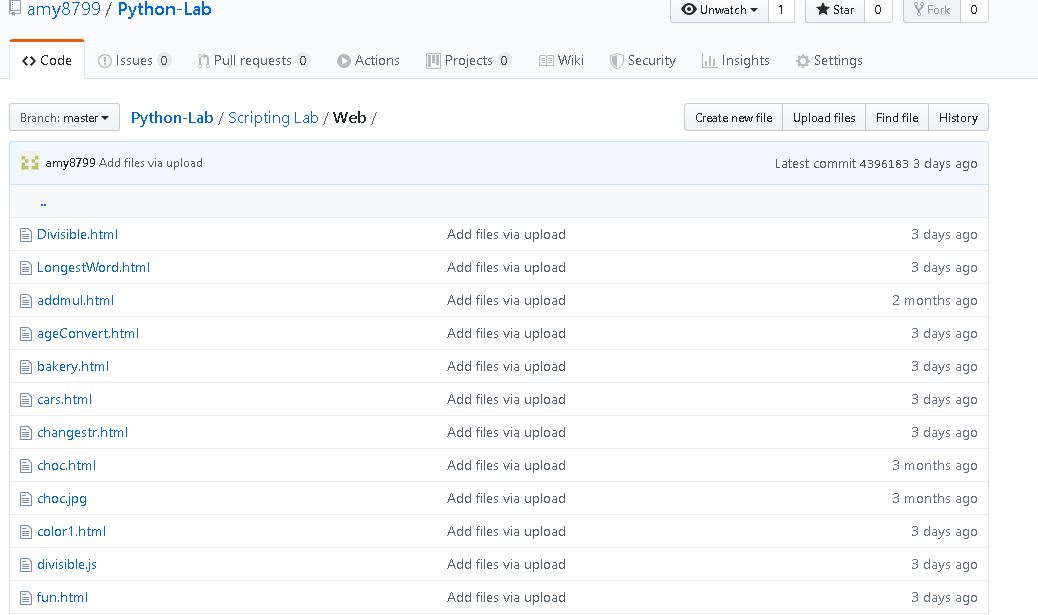 amy8799 / Python-Lab Unwatch 1 Star 0 Fork 0
Code Issues 0 Pull requests 0 Actions Projects 0 Wiki Security Insights Settings
Branch: master Python-Lab / Scripting Lab / Web / Create new file Upload files Find file History
amy8799 Add files via upload Latest commit 4396183 3 days ago
..
Divisible.html Add files via upload 3 days ago
LongestWord.html Add files via upload 3 days ago
addmul.html Add files via upload 2 months ago
ageConvert.html Add files via upload 3 days ago
bakery.html Add files via upload 3 days ago
cars.html Add files via upload 3 days ago
changestr.html Add files via upload 3 days ago
choc.html Add files via upload 3 months ago
choc.jpg Add files via upload 3 months ago
color1.html Add files via upload 3 days ago
divisible.js Add files via upload 3 days ago
fun.html Add files via upload 3 days ago